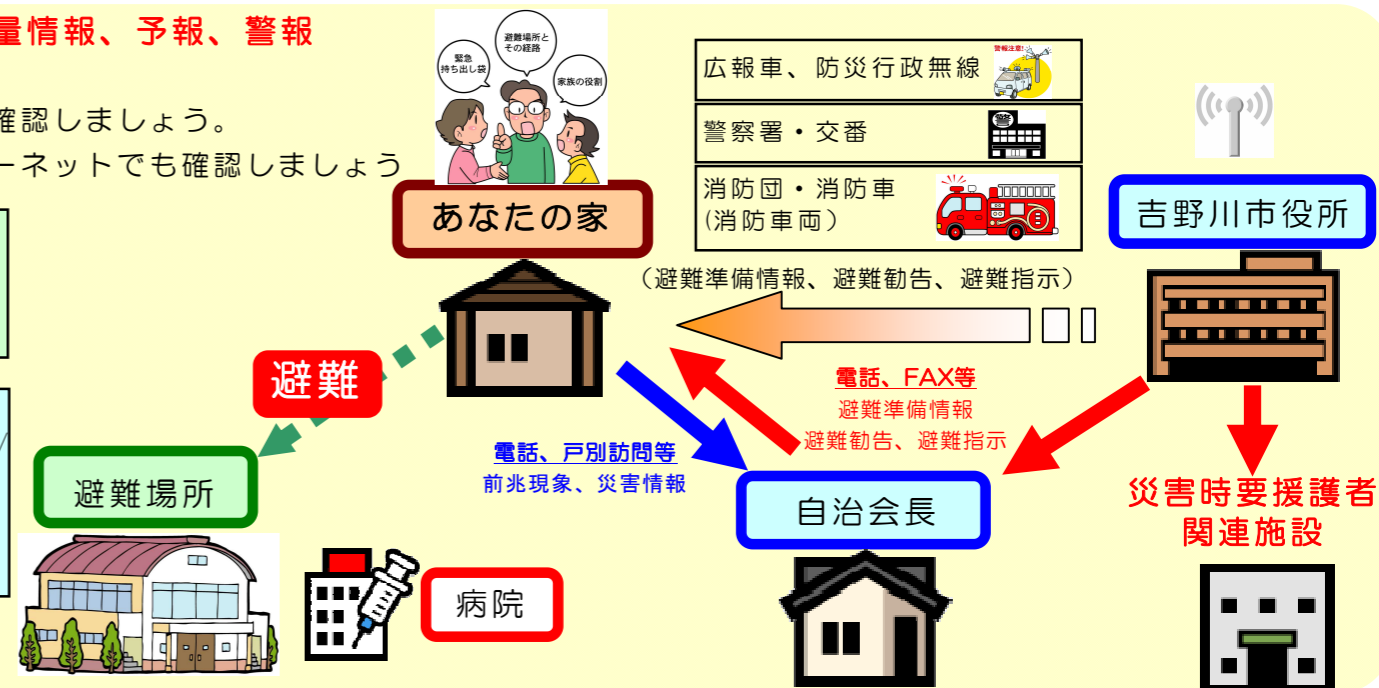 量情報、予報、警報
確認しましょう。
ーネットでも確認しましょう
緊急
持ち出し袋
避難場所と
その経路
家族の役割
あなたの家
広報車、防災行政無線
警報注意!
警察署・交番
警
消防団・消防車
(消防車両)
吉野川市役所
(避難準備情報、避難勧告、避難指示)
避難
電話、FAX等
避難準備情報
避難勧告、避難指示
電話、戸別訪問等
前兆現象、災害情報
避難場所
自治会長
災害時要援護者
関連施設
病院